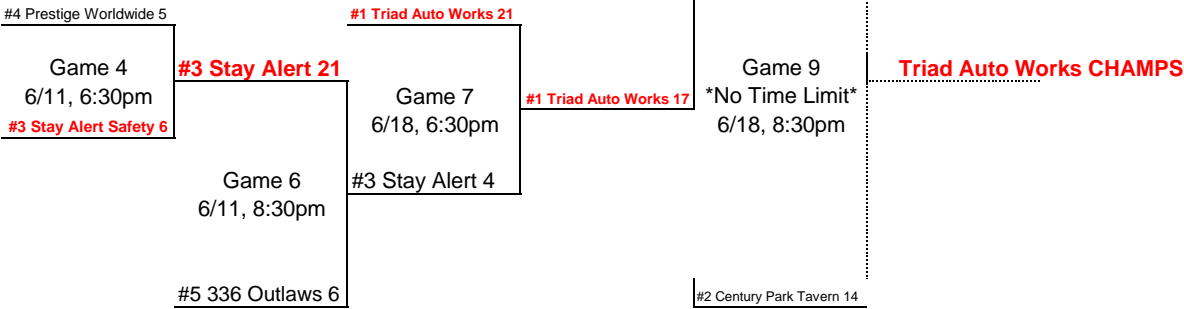 #4 Prestige Worldwide 5
#1 Triad Auto Works 21
Game 4
6/11, 6:30pm
#3 Stay Alert 21
Game 9
*No Time Limit*
6/18, 8:30pm
Triad Auto Works CHAMPS
Game 7
6/18, 6:30pm
#1 Triad Auto Works 17
#3 Stay Alert Safety 6
Game 6
6/11, 8:30pm
#3 Stay Alert 4
#5 336 Outlaws 6
#2 Century Park Tavern 14